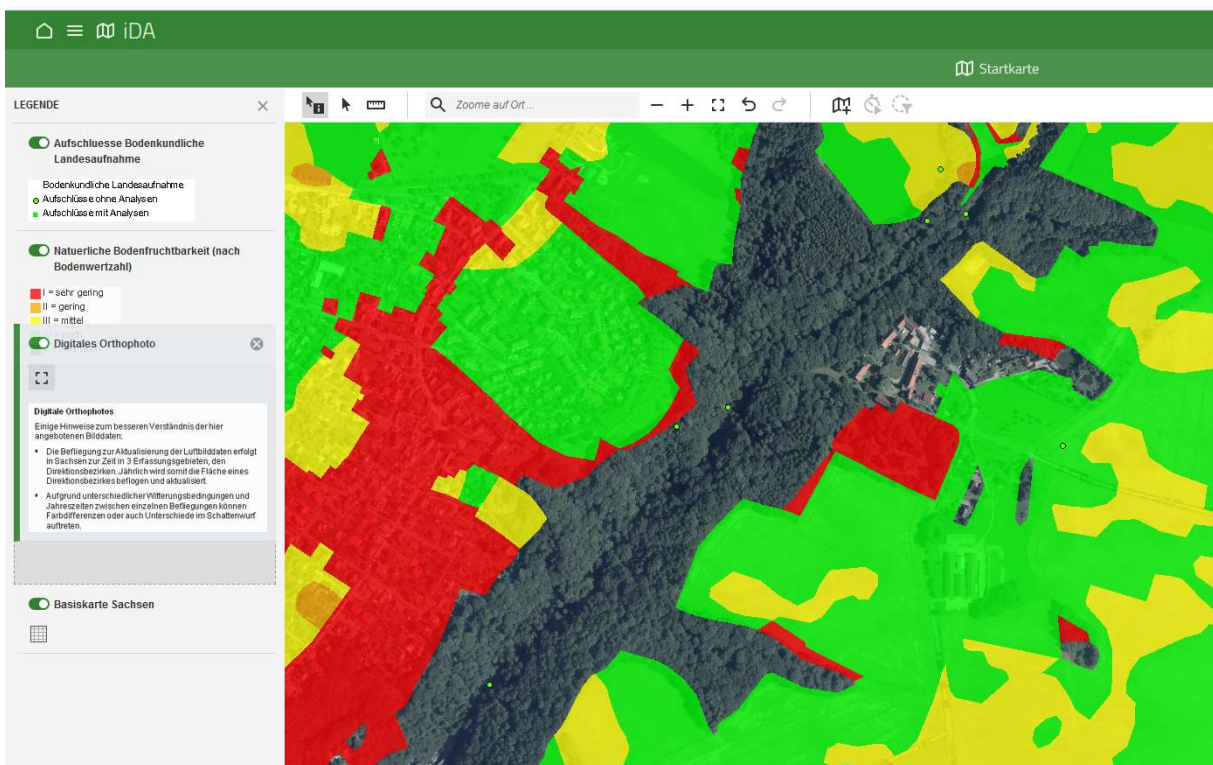 iDA
Startkarte
LEGENDE
Zoome auf Ort ...
Aufschluesse Bodenkundliche
Landesaufnahme
Bodenkundliche Landesaufnahme
Aufschlüsse ohne Analysen
Aufschlüsse mit Analysen
Natuerliche Bodenfruchtbarkeit (nach
Bodenwertzahl)
I = sehr gering
II = gering
III = mittel
Digitales Orthophoto
Digitale Orthophotos
Einige Hinweise zum besseren Verständnis der hier
angebotenen Bilddaten:
• Die Befliegung zur Aktualisierung der Luftbilddaten erfolgt
in Sachsen zur Zeit in 3 Erfassungsgebieten, den
Direktionsbezirken. Jährlich wird somit die Fläche eines
Direktionsbezirkes beflogen und aktualisiert.
• Aufgrund unterschiedlicher Witterungsbedingungen und
Jahreszeiten zwischen einzelnen Befliegungen können
Farbdifferenzen oder auch Unterschiede im Schattenwurf
auftreten.
Basiskarte Sachsen